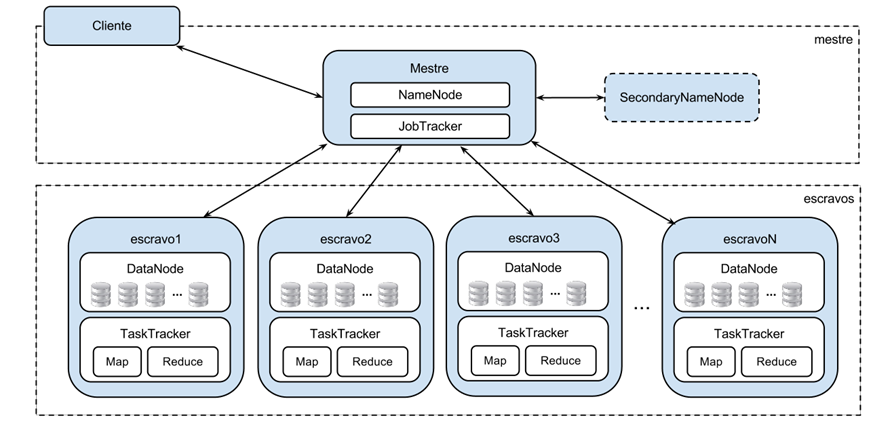 Cliente
mestre
Mestre
NameNode
JobTracker
SecondaryNameNode
escravos
escravo1
DataNode
...
TaskTracker
Map
Reduce
escravo2
DataNode
...
TaskTracker
Map
Reduce
escravo3
DataNode
...
TaskTracker
Map
Reduce
...
escravoN
DataNode
...
TaskTracker
Map
Reduce